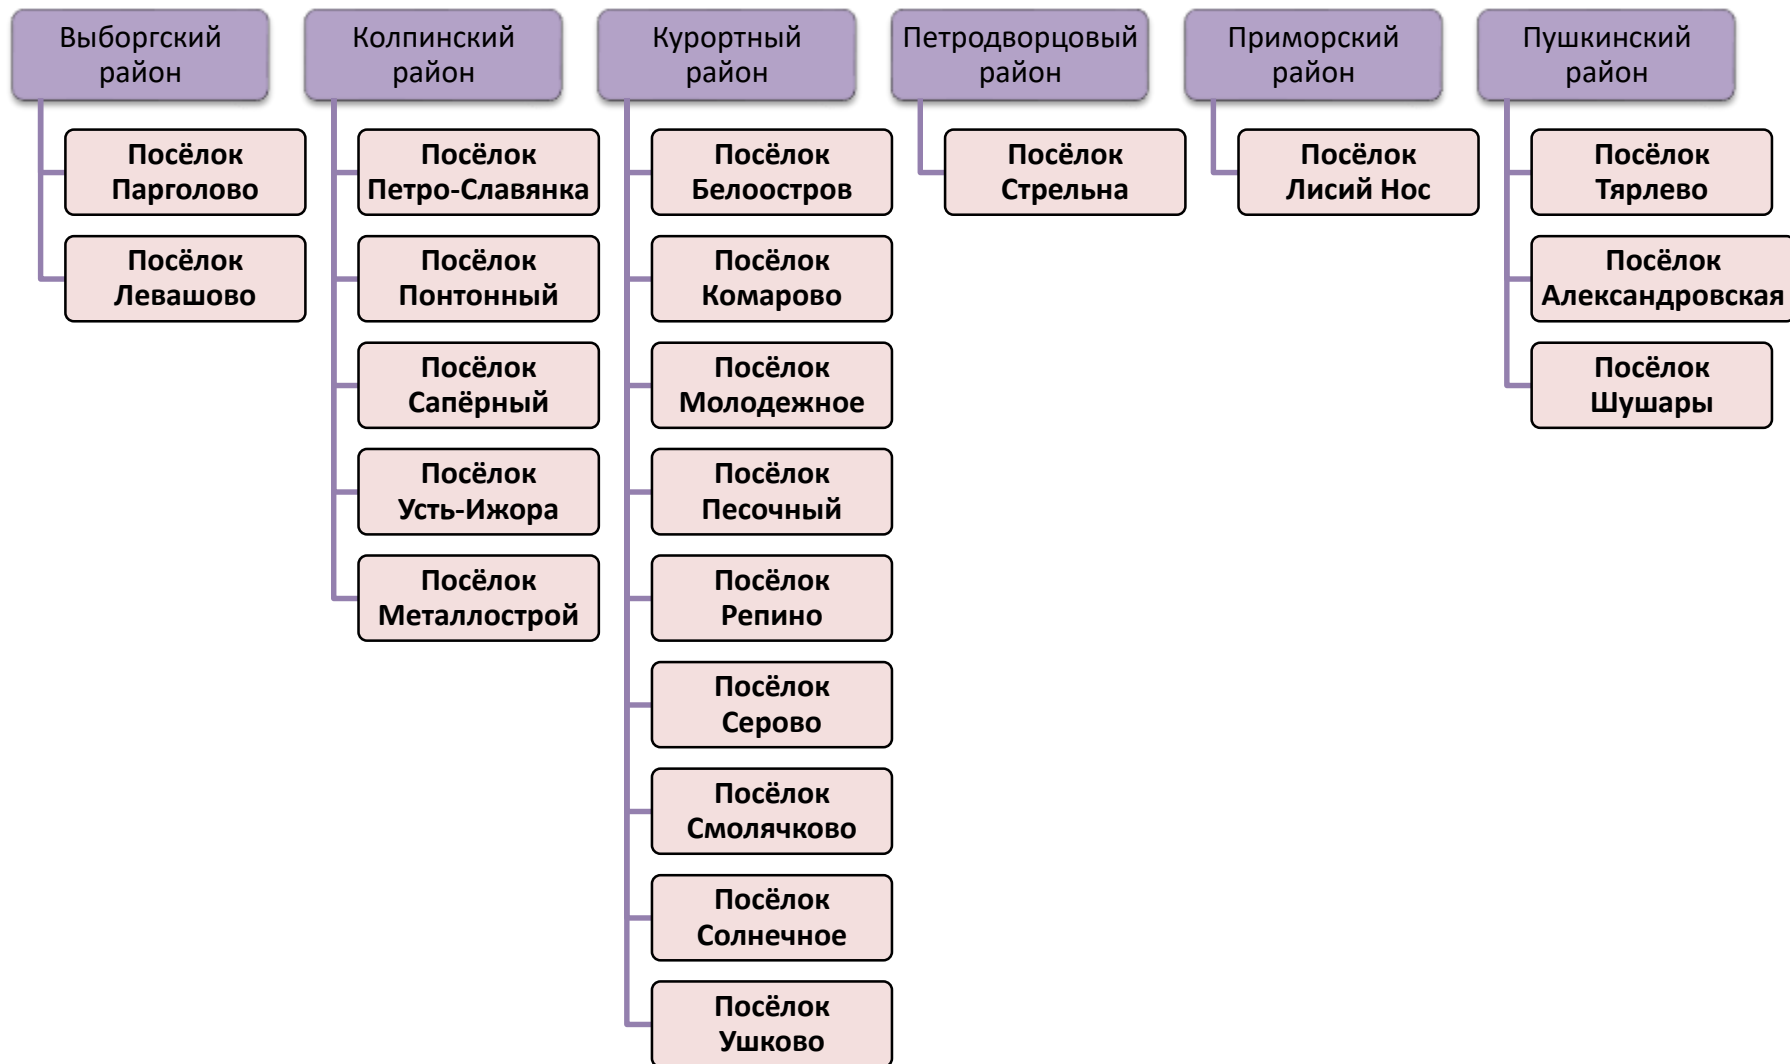 Выборгский
район
Посёлок
Парголово
Посёлок
Левашово
Колпинский
район
Посёлок
Петро-Славянка
Посёлок
Понтонный
Посёлок
Сапёрный
Посёлок
Усть-Ижора
Посёлок
Металлострой
Курортный
район
Посёлок
Белоостров
Посёлок
Комарово
Посёлок
Молодежное
Посёлок
Песочный
Посёлок
Репино
Посёлок
Серово
Посёлок
Смолячково
Посёлок
Солнечное
Посёлок
Ушково
Петродворцовый
район
Посёлок
Стрельна
Приморский
район
Посёлок
Лисий Нос
Пушкинский
район
Посёлок
Тярлево
Посёлок
Александровская
Посёлок
Шушары